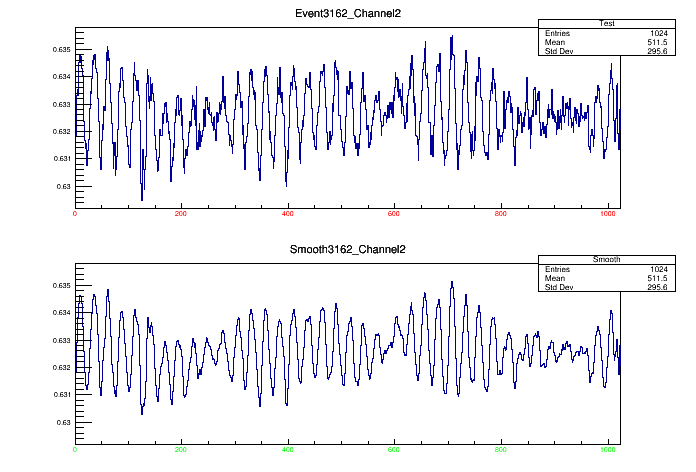 Event3162_Channel2
Test
Entries 1024
Mean 511.5
Std Dev 295.6
0.635
0.634
0.633
0.632
0.631
0.63
0 200 400 600 800 1000
Smooth3162_Channel2
Smooth
Entries 1024
Mean 511.5
Std Dev 295.6
0.635
0.634
0.633
0.632
0.631
0.63
0 200 400 600 800 1000